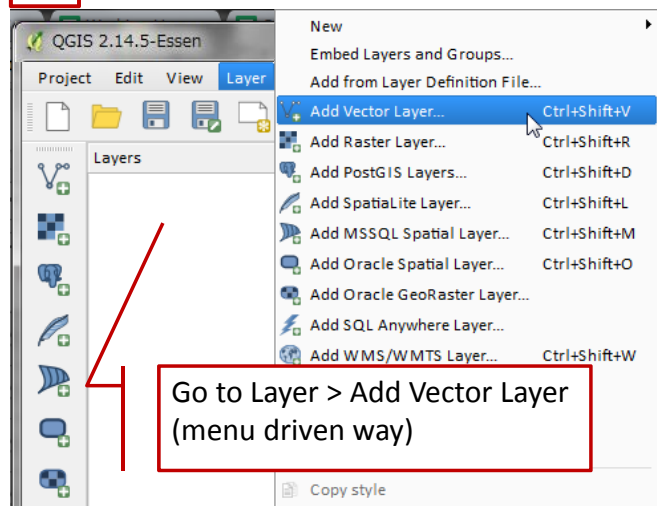 QGIS 2.14.5-Essen
Project Edit View Layer
Layers
New
Embed Layers and Groups...
Add from Layer Definition File...
Add Vector Layer... Ctrl+Shift+V
Add Raster Layer... Ctrl+Shift+R
Add PostGIS Layers... Ctrl+Shift+D
Add SpatiaLite Layer... Ctrl+Shift+L
Add MSSQL Spatial Layer... Ctrl+Shift+M
Add Oracle Spatial Layer... Ctrl+Shift+O
Add Oracle GeoRaster Layer...
Add SQL Anywhere Layer...
Add WMS/WMTS Layer... Ctrl+Shift+W
Go to Layer > Add Vector Layer
(menu driven way)
Copy style